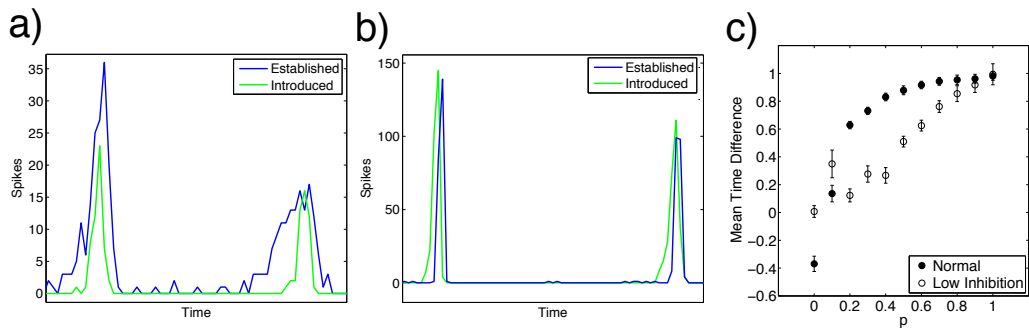 a)
35
30
25
20
15
10
5
0
Spikes
Time
Established
Introduced
b)
150
100
50
0
Spikes
Time
Established
Introduced
c)
p
0 0.2 0.4 0.6 0.8 1
1
0.8
0.6
0.4
0.2
0
−0.2
−0.4
−0.6
Mean Time Difference
Normal
Low Inhibition
p